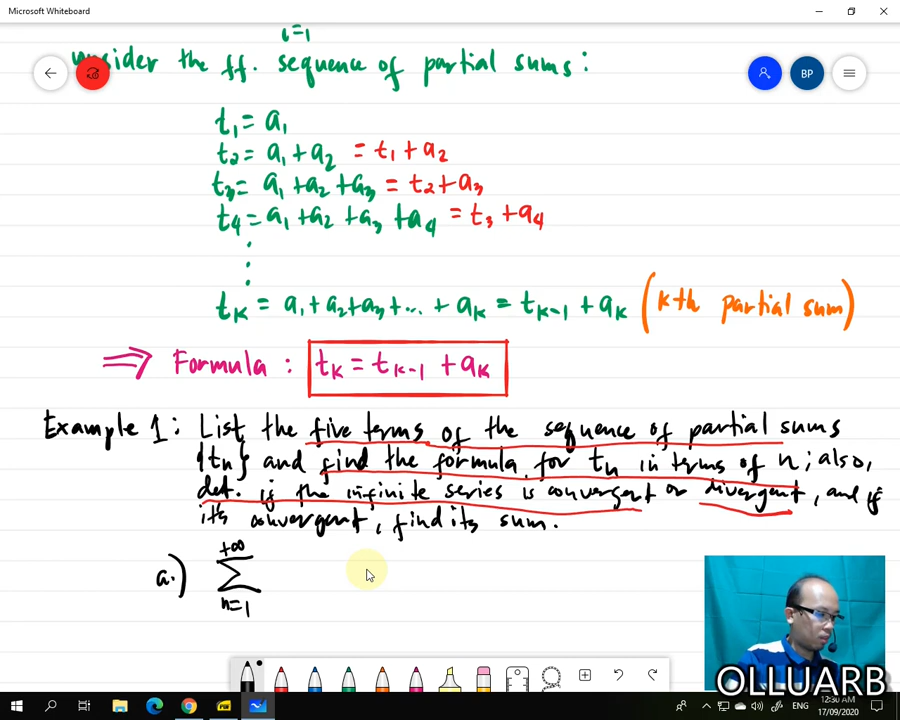 Microsoft Whiteboard
i=1
onsider the ff. sequence of partial sums:
BP
t₁ = a₁
t₂ = a₁ + a₂ = t₁ + a₂
t₃ = a₁ + a₂ + a₃ = t₂ + a₃
t₄ = a₁ + a₂ + a₃ + a₄ = t₃ + a₄
⋮
tₖ = a₁ + a₂ + a₃ + ... + aₖ = tₖ₋₁ + aₖ (k-th partial sum)
⇒ Formula: tₖ = tₖ₋₁ + aₖ
Example 1: List the five terms of the sequence of partial sums
{tn} and find the formula for tn in terms of n; also,
det. if the infinite series is convergent or divergent, and if
its convergent, find its sum.
+∞
a.) Σ
n=1
OLLUARB
12:30 AM
ENG
17/09/2020